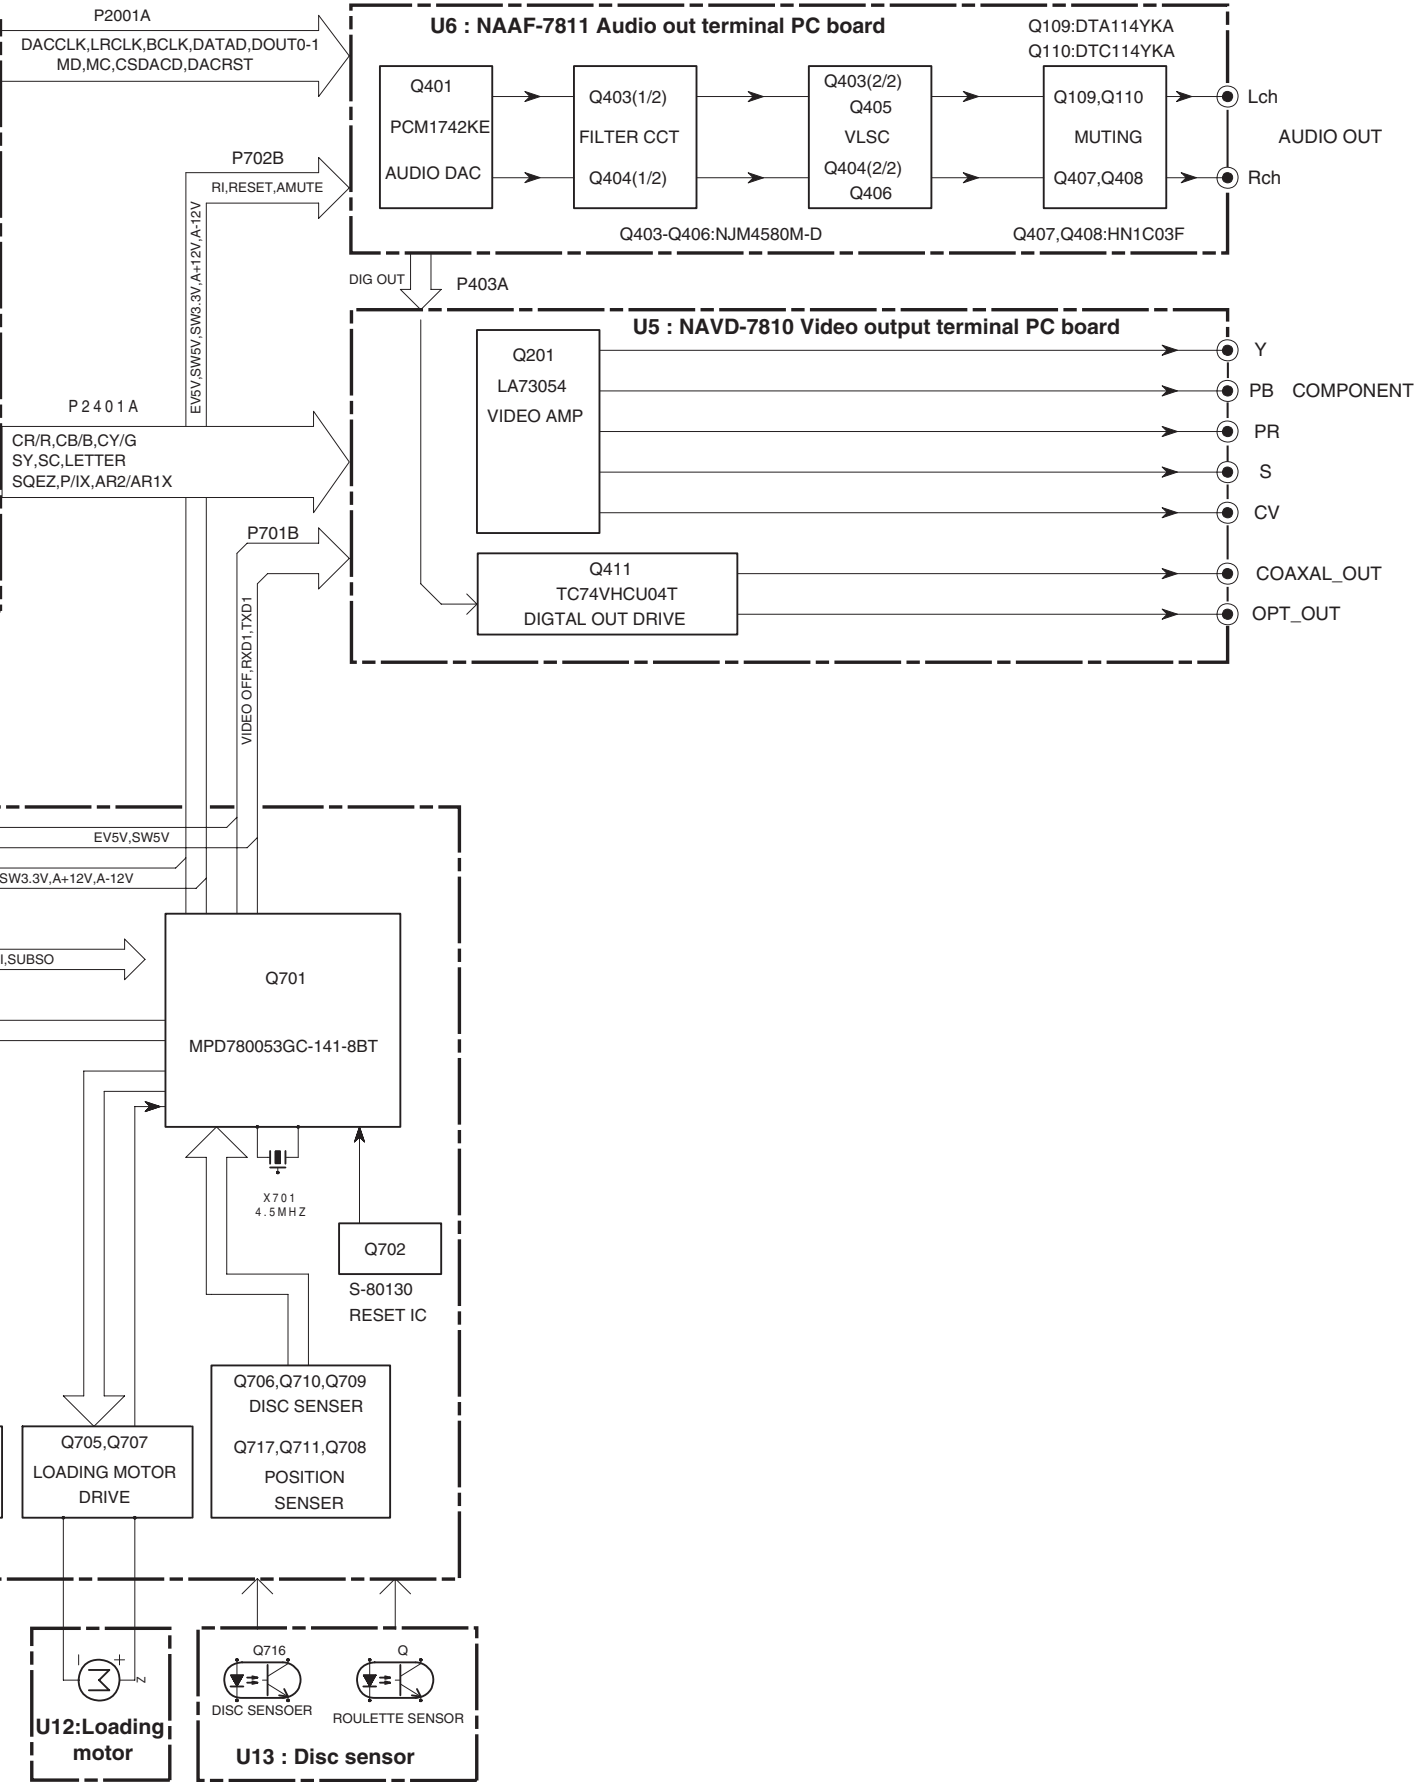 P2001A
DACCLK,LRCLK,BCLK,DATAD,DOUT0-1
MD,MC,CSDACD,DACRST
U6 : NAAF-7811 Audio out terminal PC board
Q109:DTA114YKA
Q110:DTC114YKA
Q401
PCM1742KE
AUDIO DAC
Q403(1/2)
FILTER CCT
Q404(1/2)
Q403(2/2)
Q405
VLSC
Q404(2/2)
Q406
Q109,Q110
MUTING
Q407,Q408
Lch
AUDIO OUT
Rch
Q403-Q406:NJM4580M-D
Q407,Q408:HN1C03F
P702B
RI,RESET,AMUTE
EV5V,SW5V,SW3.3V,A+12V,A-12V
DIG OUT
P403A
U5 : NAVD-7810 Video output terminal PC board
Q201
LA73054
VIDEO AMP
Y
PB
COMPONENT
PR
S
CV
P2401A
CR/R,CB/B,CY/G
SY,SC,LETTER
SQEZ,P/IX,AR2/AR1X
P701B
VIDEO OFF,RXD1,TXD1
Q411
TC74VHCU04T
DIGTAL OUT DRIVE
COAXAL_OUT
OPT_OUT
EV5V,SW5V
SW3.3V,A+12V,A-12V
I,SUBSO
Q701
MPD780053GC-141-8BT
X701
4.5MHZ
Q702
S-80130
RESET IC
Q706,Q710,Q709
DISC SENSER
Q717,Q711,Q708
POSITION
SENSER
Q705,Q707
LOADING MOTOR
DRIVE
− M + Z
U12:Loading
motor
Q716
DISC SENSOER
Q
ROULETTE SENSOR
U13 : Disc sensor